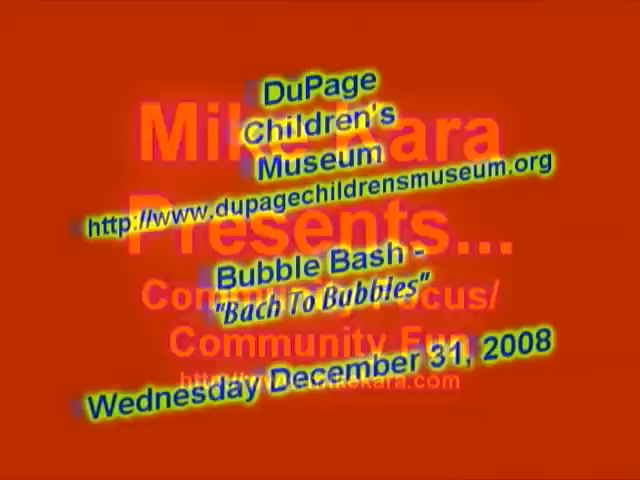 DuPage
Children's
Museum
http://www.dupagechildrensmuseum.org
Bubble Bash -
"Bach To Bubbles"
Wednesday December 31, 2008
Mike Kara
Presents...
Community Focus/
Community Fun